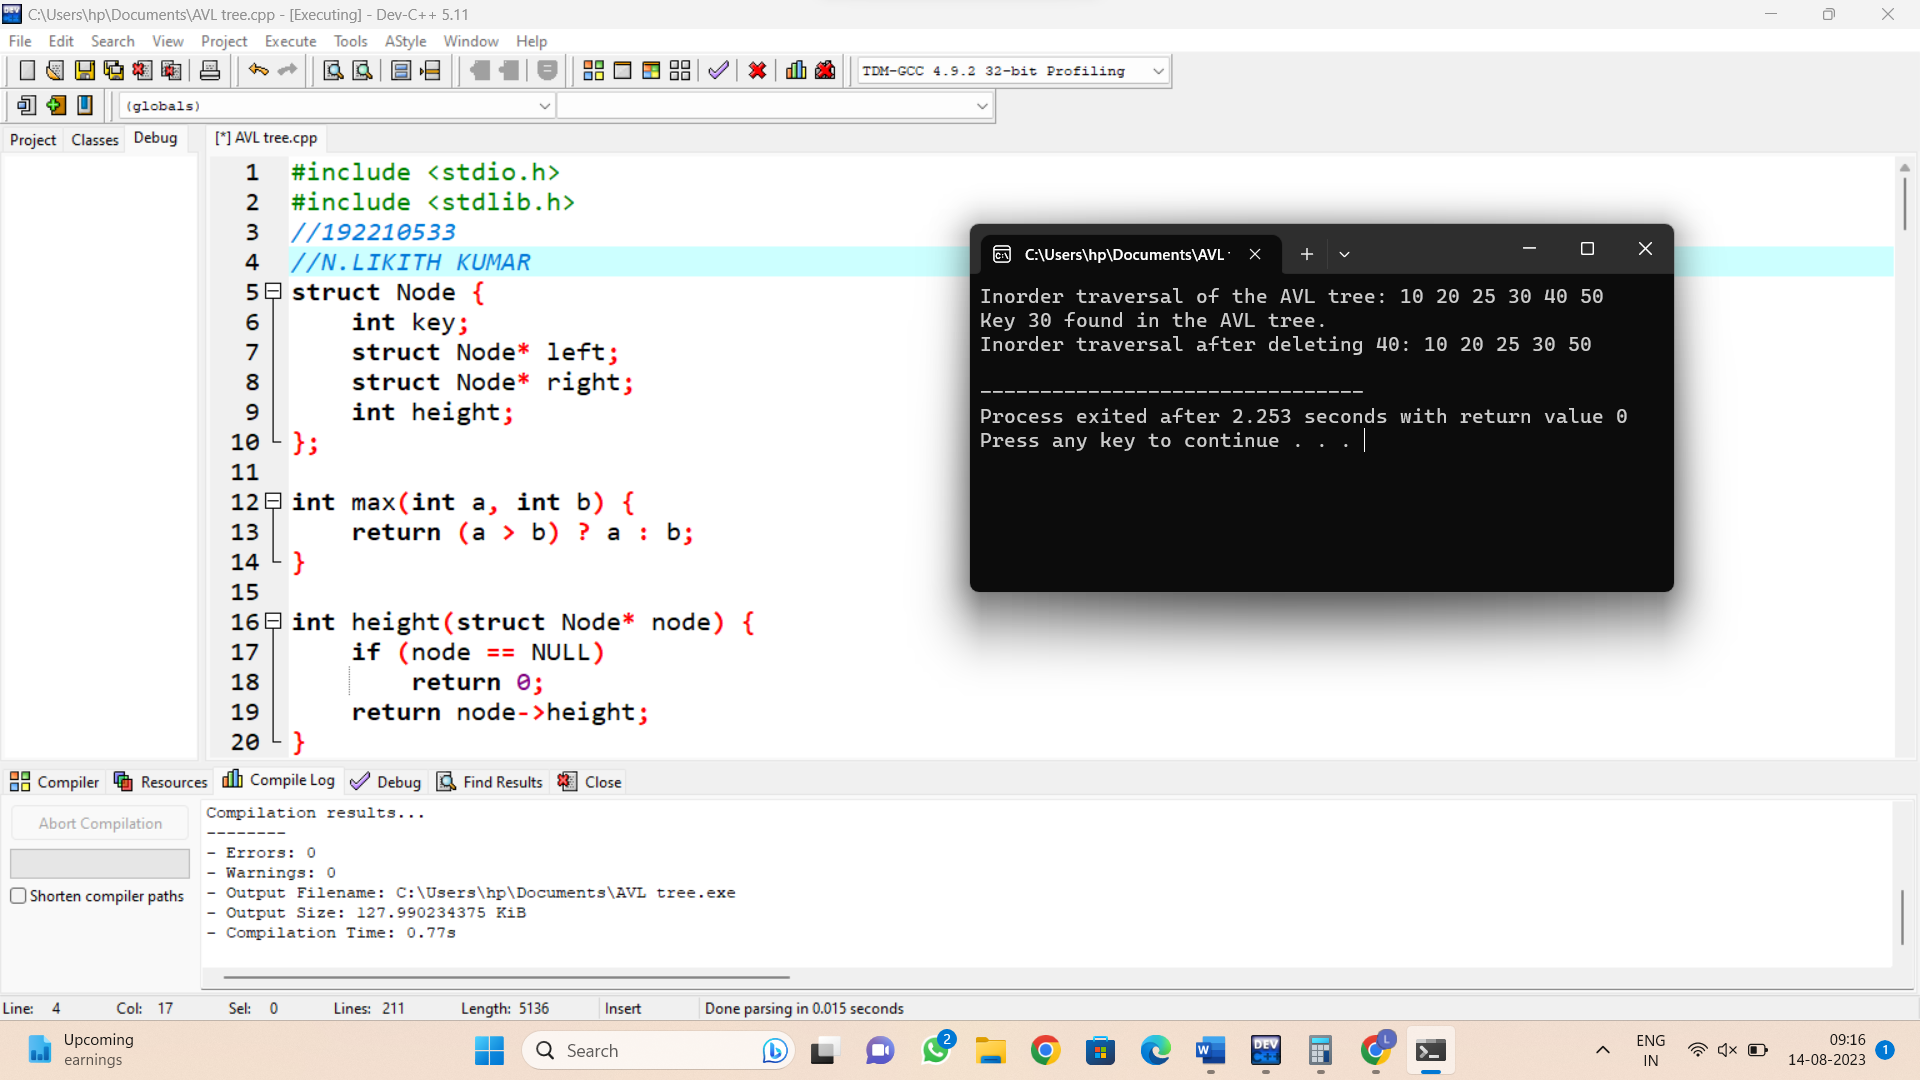 C:\Users\hp\Documents\AVL tree.cpp - [Executing] - Dev-C++ 5.11
File Edit Search View Project Execute Tools AStyle Window Help
TDM-GCC 4.9.2 32-bit Profiling
(globals)
Project Classes Debug [*] AVL tree.cpp
1 #include <stdio.h>
2 #include <stdlib.h>
3 //192210533
4 //N.LIKITH KUMAR
5 struct Node {
6 int key;
7 struct Node* left;
8 struct Node* right;
9 int height;
10 };
11
12 int max(int a, int b) {
13 return (a > b) ? a : b;
14 }
15
16 int height(struct Node* node) {
17 if (node == NULL)
18 return 0;
19 return node->height;
20 }
C:\Users\hp\Documents\AVL
Inorder traversal of the AVL tree: 10 20 25 30 40 50
Key 30 found in the AVL tree.
Inorder traversal after deleting 40: 10 20 25 30 50
--------------------------------
Process exited after 2.253 seconds with return value 0
Press any key to continue . . .
Compiler Resources Compile Log Debug Find Results Close
Abort Compilation
Shorten compiler paths
Compilation results...
--------
- Errors: 0
- Warnings: 0
- Output Filename: C:\Users\hp\Documents\AVL tree.exe
- Output Size: 127.990234375 KiB
- Compilation Time: 0.77s
Line: 4 Col: 17 Sel: 0 Lines: 211 Length: 5136 Insert Done parsing in 0.015 seconds
Upcoming
earnings
Search
2
W
DEV
C++
L
ENG
IN
09:16
14-08-2023
1